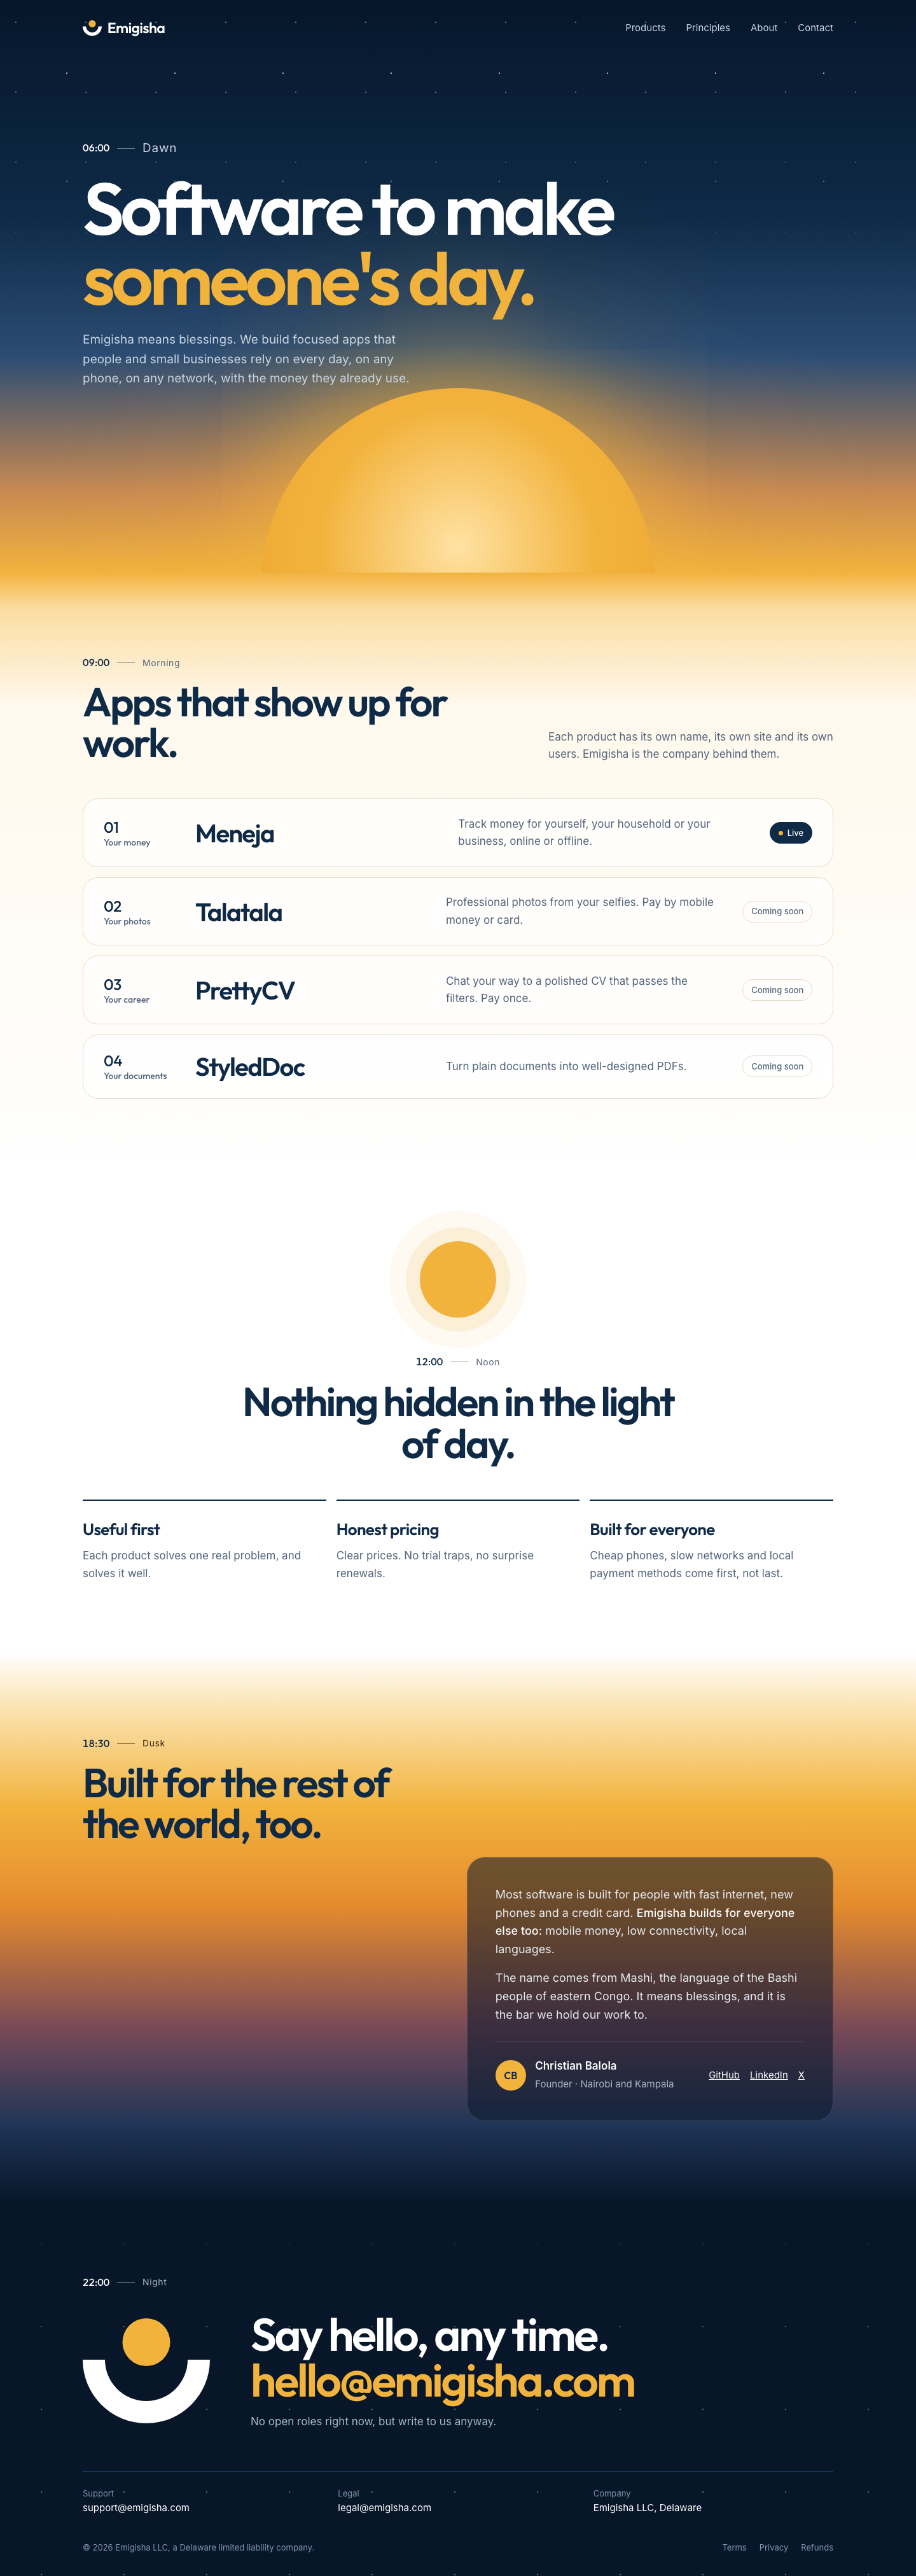 Emigisha
Products Principles About Contact
06:00 Dawn
Software to make
someone's day.
Emigisha means blessings. We build focused apps that
people and small businesses rely on every day, on any
phone, on any network, with the money they already use.
09:00 Morning
Apps that show up for
work.
Each product has its own name, its own site and its own
users. Emigisha is the company behind them.
01
Your money
Meneja
Track money for yourself, your household or your
business, online or offline.
Live
02
Your photos
Talatala
Professional photos from your selfies. Pay by mobile
money or card.
Coming soon
03
Your career
PrettyCV
Chat your way to a polished CV that passes the
filters. Pay once.
Coming soon
04
Your documents
StyledDoc
Turn plain documents into well-designed PDFs.
Coming soon
12:00 Noon
Nothing hidden in the light
of day.
Useful first
Each product solves one real problem, and
solves it well.
Honest pricing
Clear prices. No trial traps, no surprise
renewals.
Built for everyone
Cheap phones, slow networks and local
payment methods come first, not last.
18:30 Dusk
Built for the rest of
the world, too.
Most software is built for people with fast internet, new
phones and a credit card. Emigisha builds for everyone
else too: mobile money, low connectivity, local
languages.
The name comes from Mashi, the language of the Bashi
people of eastern Congo. It means blessings, and it is
the bar we hold our work to.
CB
Christian Balola
Founder · Nairobi and Kampala
GitHub LinkedIn X
22:00 Night
Say hello, any time.
hello@emigisha.com
No open roles right now, but write to us anyway.
Support
support@emigisha.com
Legal
legal@emigisha.com
Company
Emigisha LLC, Delaware
© 2026 Emigisha LLC, a Delaware limited liability company.
Terms Privacy Refunds